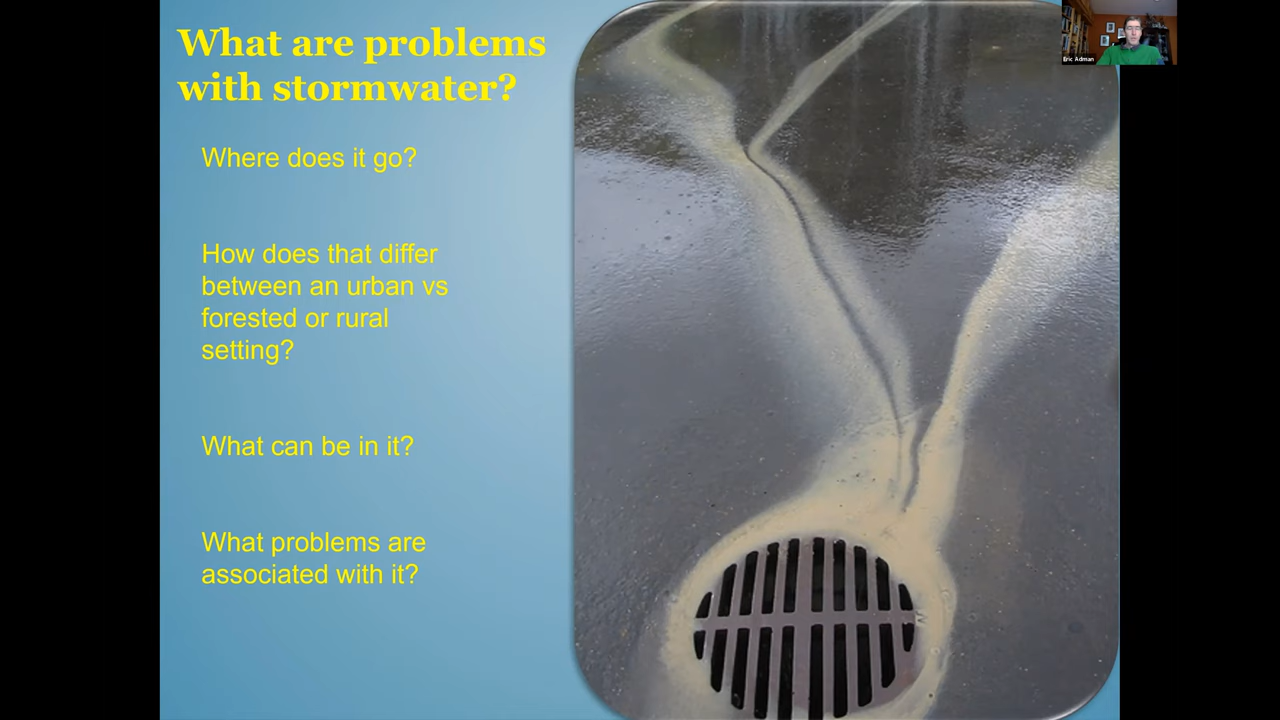 What are problems
with stormwater?
Where does it go?
How does that differ
between an urban vs
forested or rural
setting?
What can be in it?
What problems are
associated with it?
Eric Adman